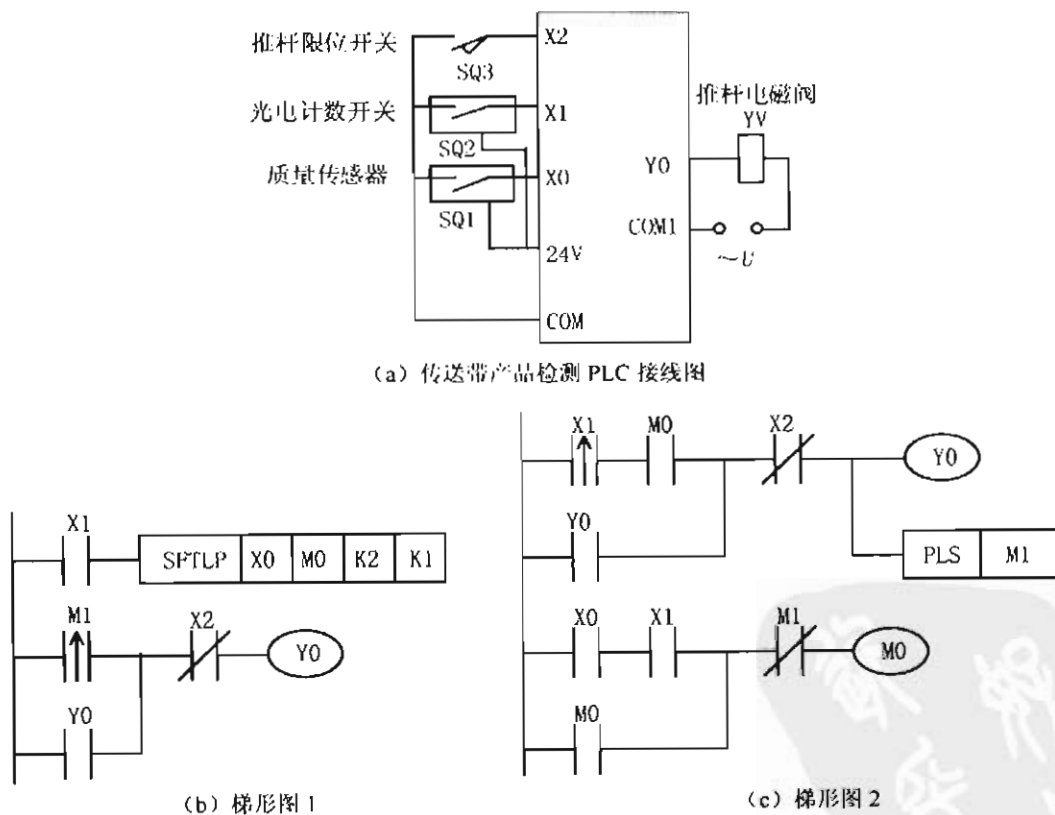 推杆限位开关
SQ3
X2
光电计数开关
SQ2
X1
质量传感器
SQ1
X0
24V
COM
推杆电磁阀
YV
Y0
COM1
～U
(a) 传送带产品检测 PLC 接线图
X1
SFTLP X0 M0 K2 K1
M1
X2
Y0
Y0
(b) 梯形图 1
X1 M0 X2
Y0
Y0
PLS M1
X0 X1 M1
M0
M0
(c) 梯形图 2